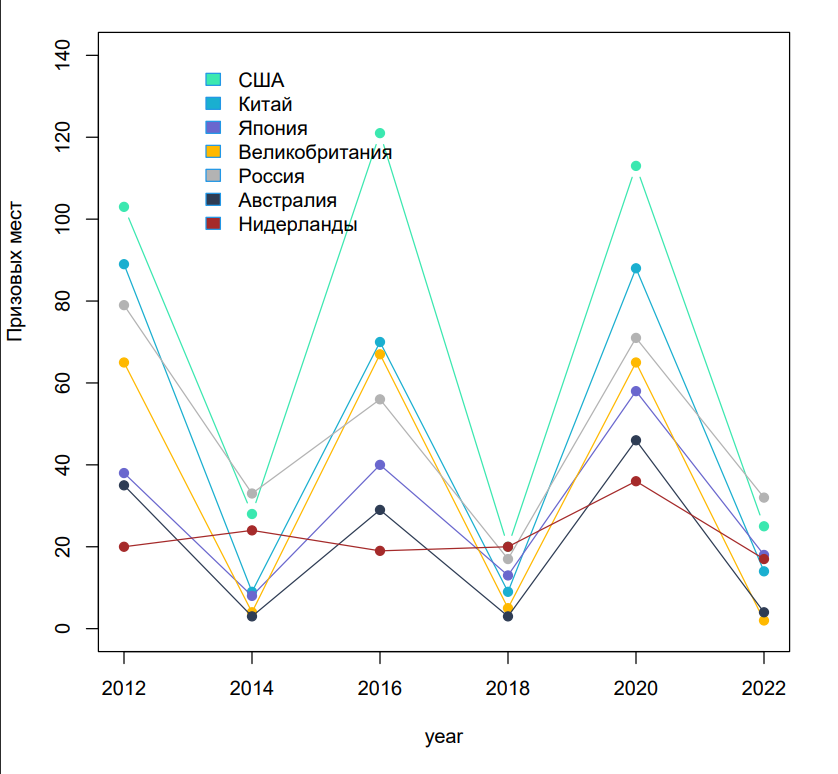 140
120
100
80
60
40
20
0
Призовых мест
США
Китай
Япония
Великобритания
Россия
Австралия
Нидерланды
2012 2014 2016 2018 2020 2022
year